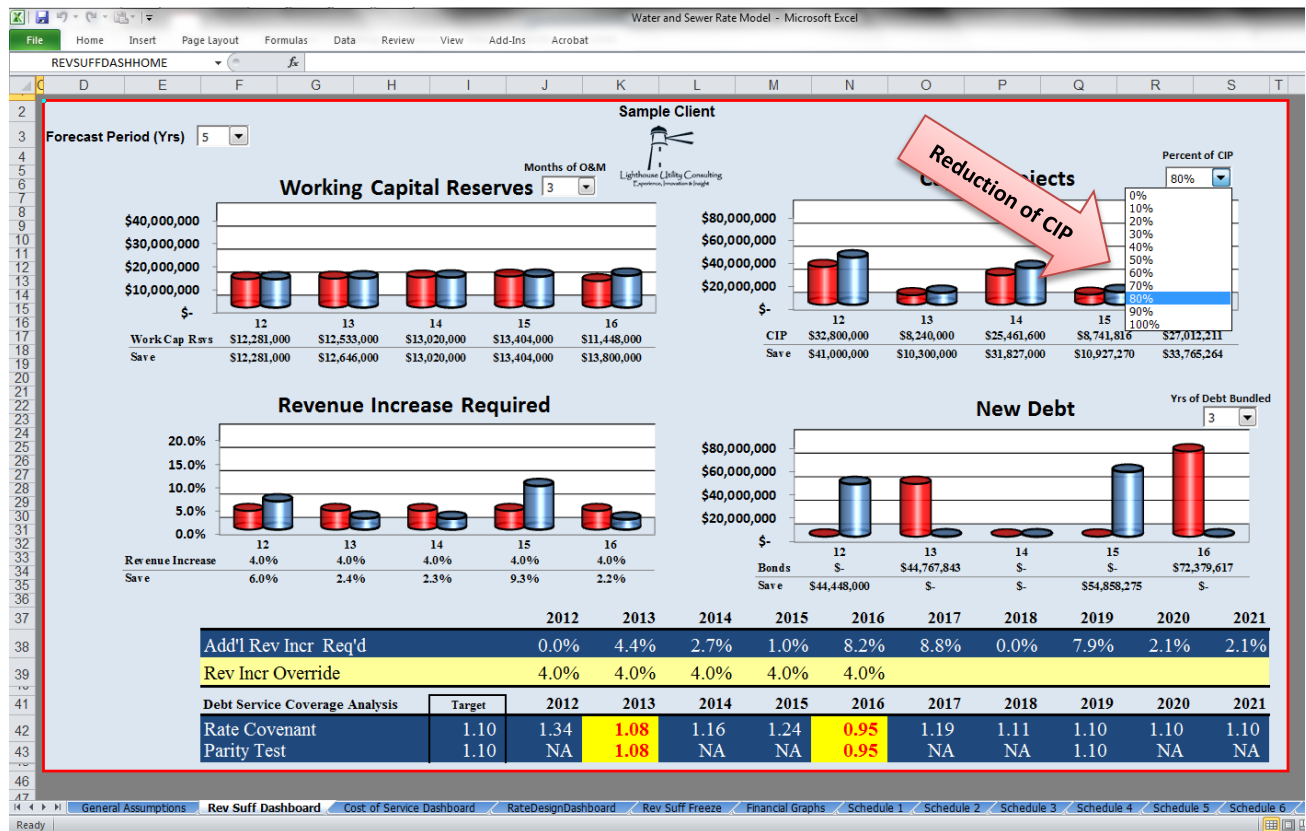 Water and Sewer Rate Model - Microsoft Excel
File Home Insert Page Layout Formulas Data Review View Add-Ins Acrobat
REVSUFFDASHHOME fx
C D E F G H I J K L M N O P Q R S T
Sample Client
Forecast Period (Yrs) 5
Lighthouse Utility Consulting
Experience, Innovation & Insight
Months of O&M
Working Capital Reserves 3
$40,000,000
$30,000,000
$20,000,000
$10,000,000
$-
12 13 14 15 16
Work Cap Rsvs $12,281,000 $12,533,000 $13,020,000 $13,404,000 $11,448,000
Save $12,281,000 $12,646,000 $13,020,000 $13,404,000 $13,800,000
Reduction of CIP
Percent of CIP
80%
0%
10%
20%
30%
40%
50%
60%
70%
80%
90%
100%
$80,000,000
$60,000,000
$40,000,000
$20,000,000
$-
12 13 14 15
CIP $32,800,000 $8,240,000 $25,461,600 $8,741,816 $27,012,211
Save $41,000,000 $10,300,000 $31,827,000 $10,927,270 $33,765,264
Revenue Increase Required
20.0%
15.0%
10.0%
5.0%
0.0%
12 13 14 15 16
Revenue Increase 4.0% 4.0% 4.0% 4.0% 4.0%
Save 6.0% 2.4% 2.3% 9.3% 2.2%
Yrs of Debt Bundled
New Debt 3
$80,000,000
$60,000,000
$40,000,000
$20,000,000
$-
12 13 14 15 16
Bonds $- $44,767,843 $- $- $72,379,617
Save $44,448,000 $- $- $54,858,275 $-
2012 2013 2014 2015 2016 2017 2018 2019 2020 2021
Add'l Rev Incr Req'd 0.0% 4.4% 2.7% 1.0% 8.2% 8.8% 0.0% 7.9% 2.1% 2.1%
Rev Incr Override 4.0% 4.0% 4.0% 4.0% 4.0%
Debt Service Coverage Analysis Target 2012 2013 2014 2015 2016 2017 2018 2019 2020 2021
Rate Covenant 1.10 1.34 1.08 1.16 1.24 0.95 1.19 1.11 1.10 1.10 1.10
Parity Test 1.10 NA 1.08 NA NA 0.95 NA NA 1.10 NA NA
General Assumptions Rev Suff Dashboard Cost of Service Dashboard RateDesignDashboard Rev Suff Freeze Financial Graphs Schedule 1 Schedule 2 Schedule 3 Schedule 4 Schedule 5 Schedule 6
Ready